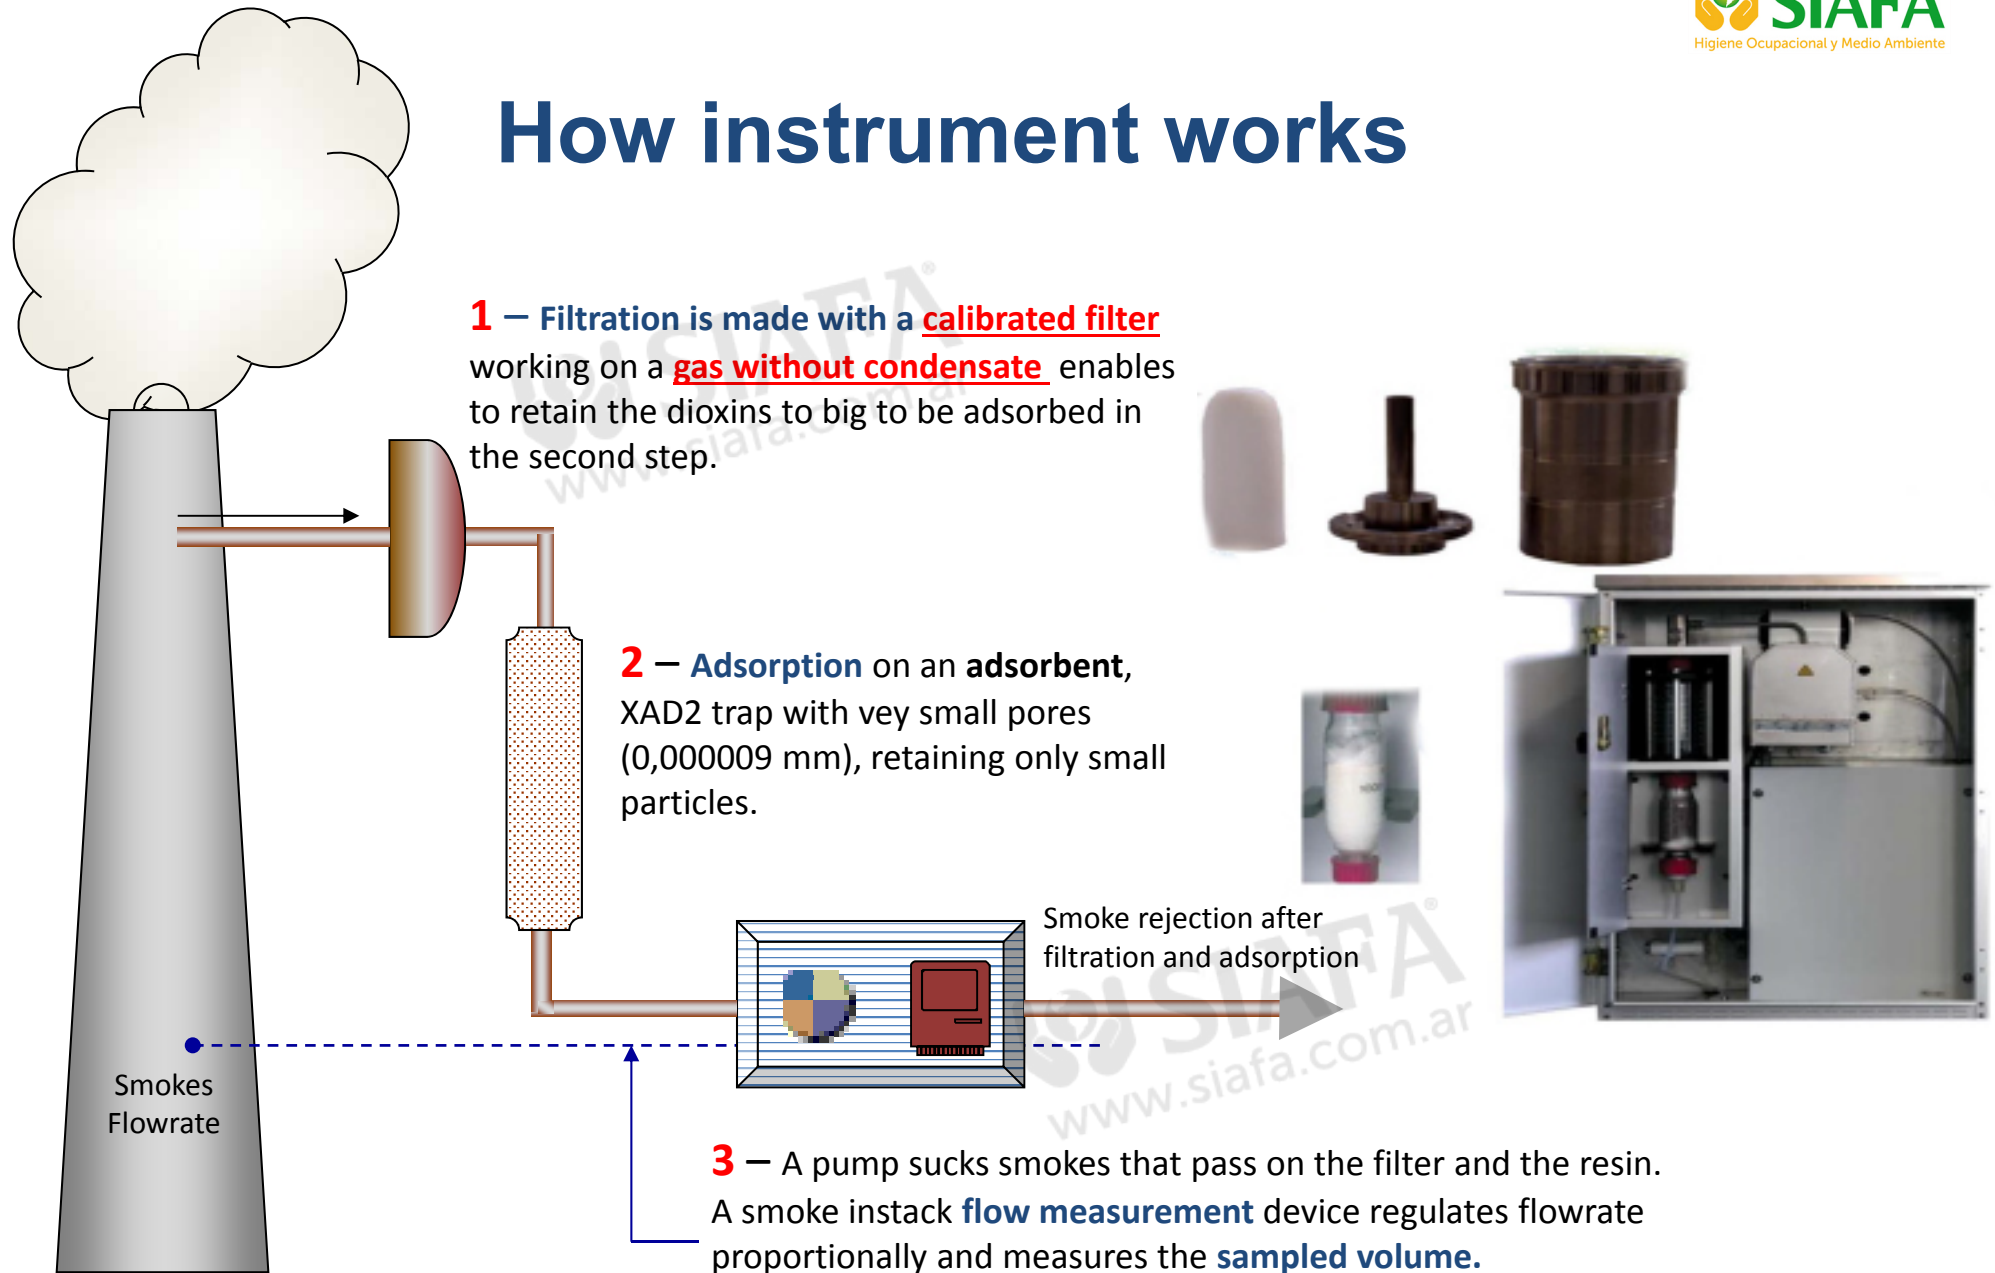 SIAFA
Higiene Ocupacional y Medio Ambiente
How instrument works
1 – Filtration is made with a calibrated filter
working on a gas without condensate enables
to retain the dioxins to big to be adsorbed in
the second step.
SIAFA
www.siafa.com.ar
2 – Adsorption on an adsorbent,
XAD2 trap with vey small pores
(0,000009 mm), retaining only small
particles.
Smoke rejection after
filtration and adsorption
SIAFA
www.siafa.com.ar
Smokes
Flowrate
3 – A pump sucks smokes that pass on the filter and the resin.
A smoke instack flow measurement device regulates flowrate
proportionally and measures the sampled volume.